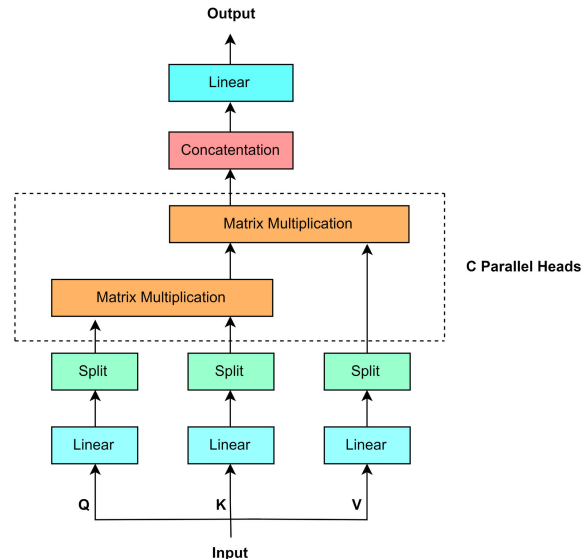 Output
Linear
Concatentation
Matrix Multiplication
C Parallel Heads
Matrix Multiplication
Split
Split
Split
Linear
Linear
Linear
Q
K
V
Input